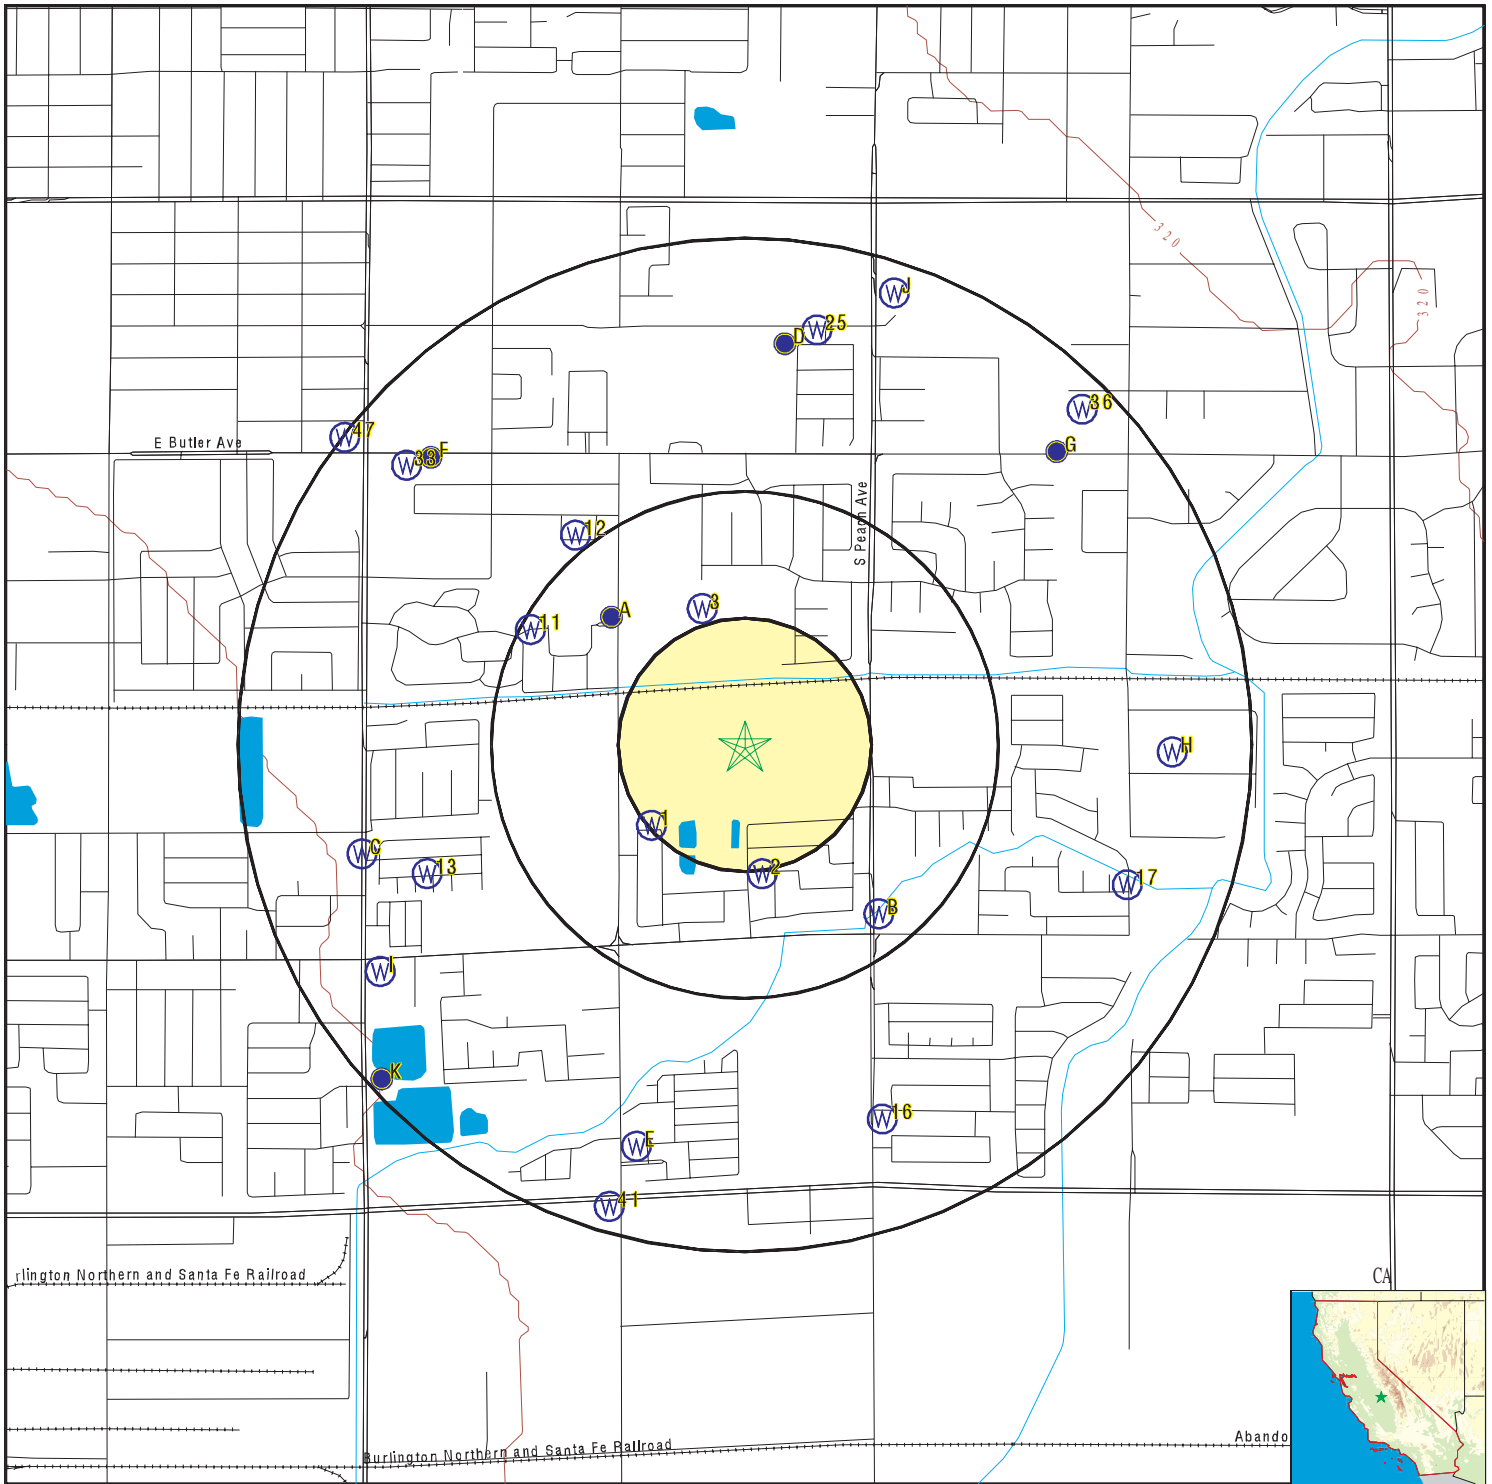 320
320
W J
W 25
D
W 36
W 47
E Butler Ave
G
F
W 33
S Peach Ave
W 12
W 3
A
W 11
W H
W 1
W C
W 13
W 2
W 17
W B
W I
K
W 16
W E
W 41
rlington Northern and Santa Fe Railroad
CA
Abando
Burlington Northern and Santa Fe Railroad